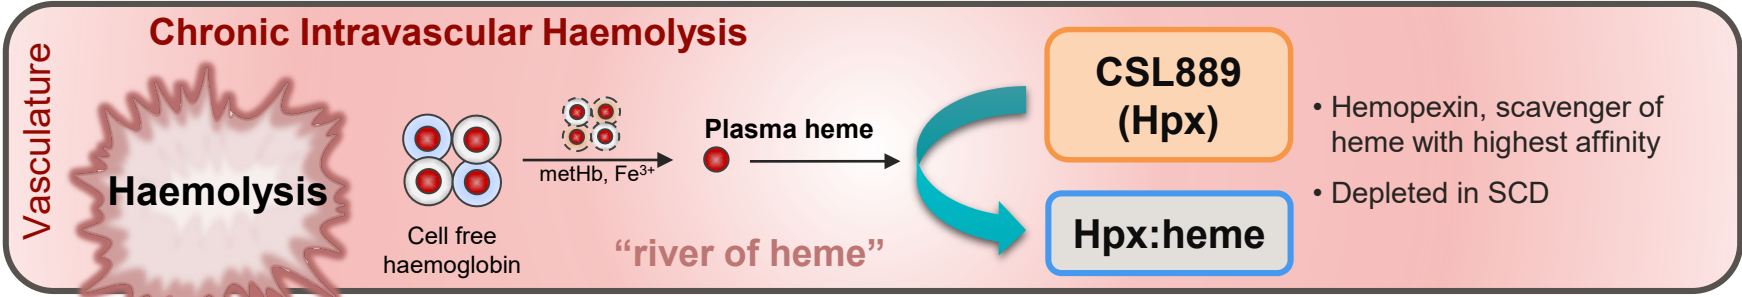 Chronic Intravascular Haemolysis
Vasculature
Haemolysis
Cell free
haemoglobin
metHb, Fe³⁺
Plasma heme
“river of heme”
CSL889
(Hpx)
Hpx:heme
• Hemopexin, scavenger of
heme with highest affinity
• Depleted in SCD